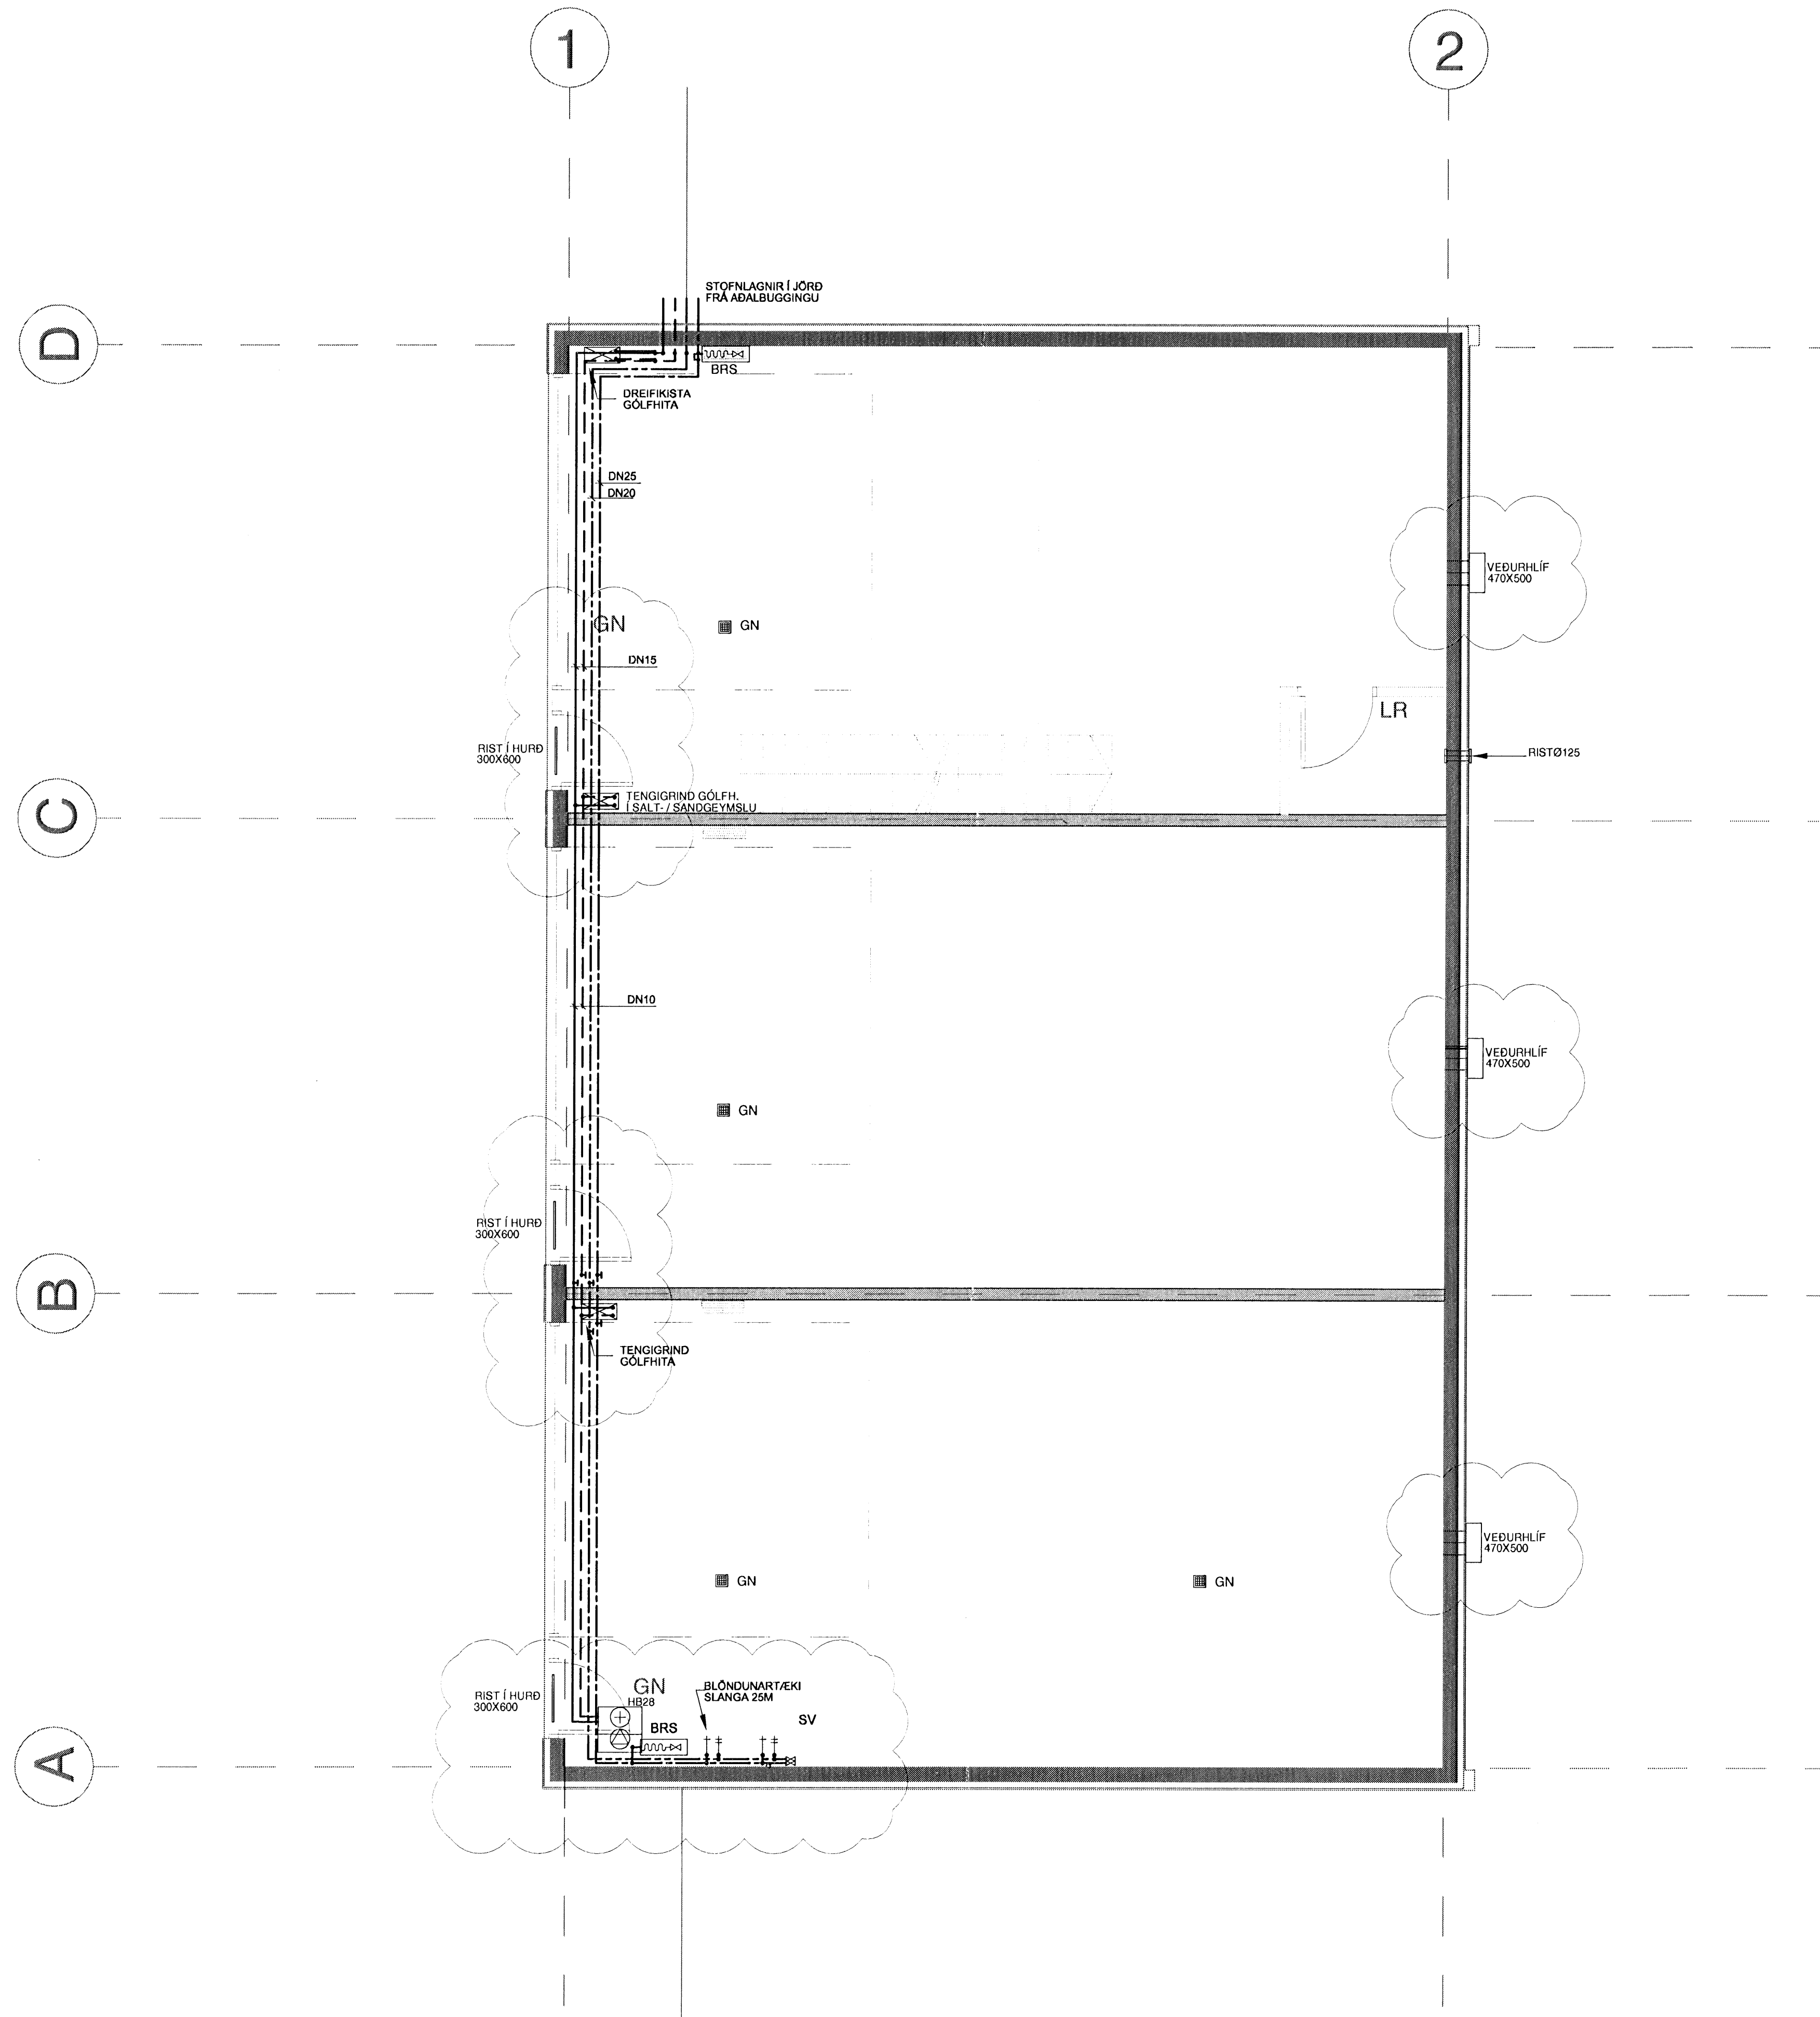 1
2
STOFNLAGNIR Í JÖRÐ
FRÁ AÐALBUGGINGU
D
BRS
DREIFIKISTA
GÓLFHITA
DN25
DN20
VEÐURHLÍF
470X500
GN
GN
DN15
LR
RIST Í HURÐ
300X600
RISTØ125
TENGIGRIND GÓLFH.
Í SALT- / SANDGEYMSLU
C
DN10
VEÐURHLÍF
470X500
GN
RIST Í HURÐ
300X600
B
TENGIGRIND
GÓLFHITA
VEÐURHLÍF
470X500
GN
GN
GN
BLÖNDUNARTÆKI
SLANGA 25M
RIST Í HURÐ
300X600
HB28
SV
BRS
A